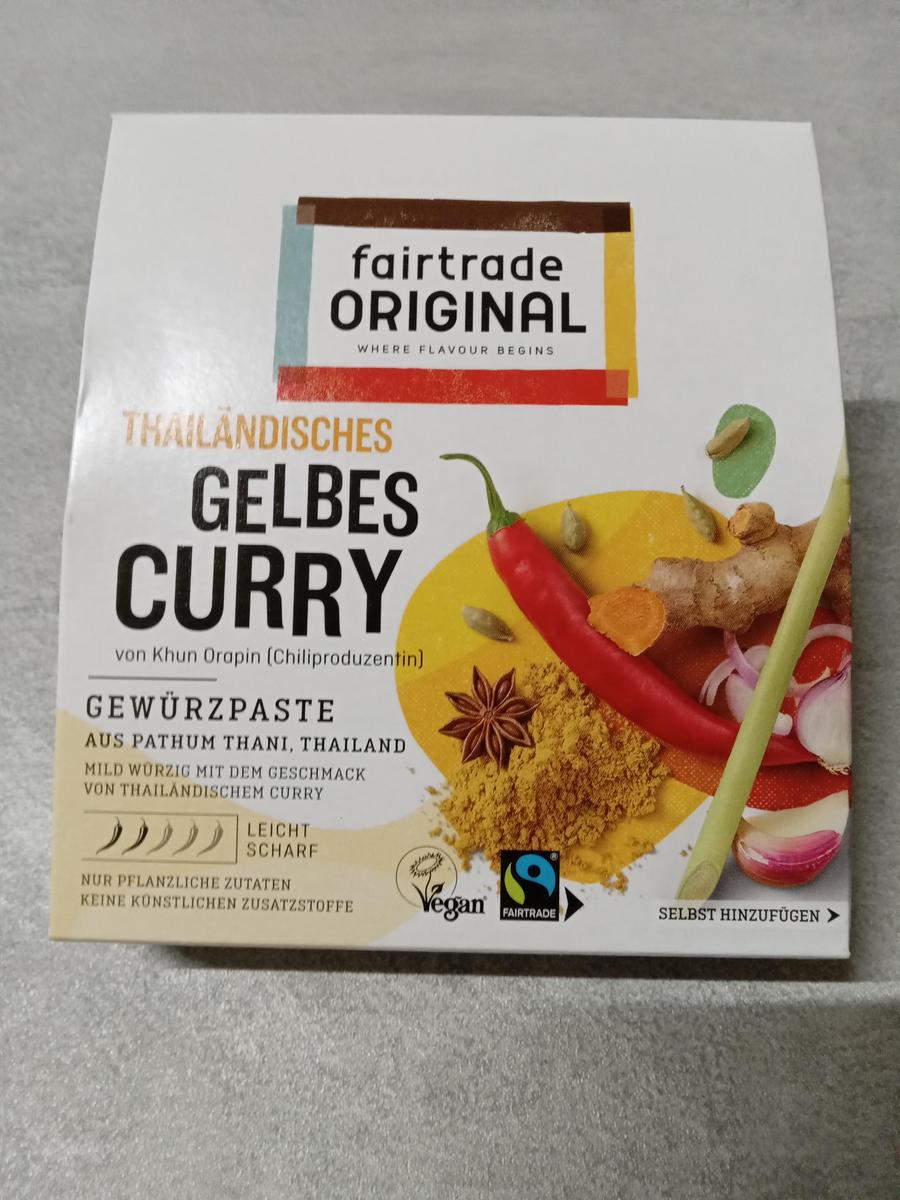 fairtrade
ORIGINAL
WHERE FLAVOUR BEGINS
THAILÄNDISCHES
GELBES
CURRY
von Khun Orapin (Chiliproduzentin)
GEWÜRZPASTE
AUS PATHUM THANI, THAILAND
MILD WÜRZIG MIT DEM GESCHMACK
VON THAILÄNDISCHEM CURRY
LEICHT
SCHARF
NUR PFLANZLICHE ZUTATEN
KEINE KÜNSTLICHEN ZUSATZSTOFFE
Vegan
FAIRTRADE
®
SELBST HINZUFÜGEN